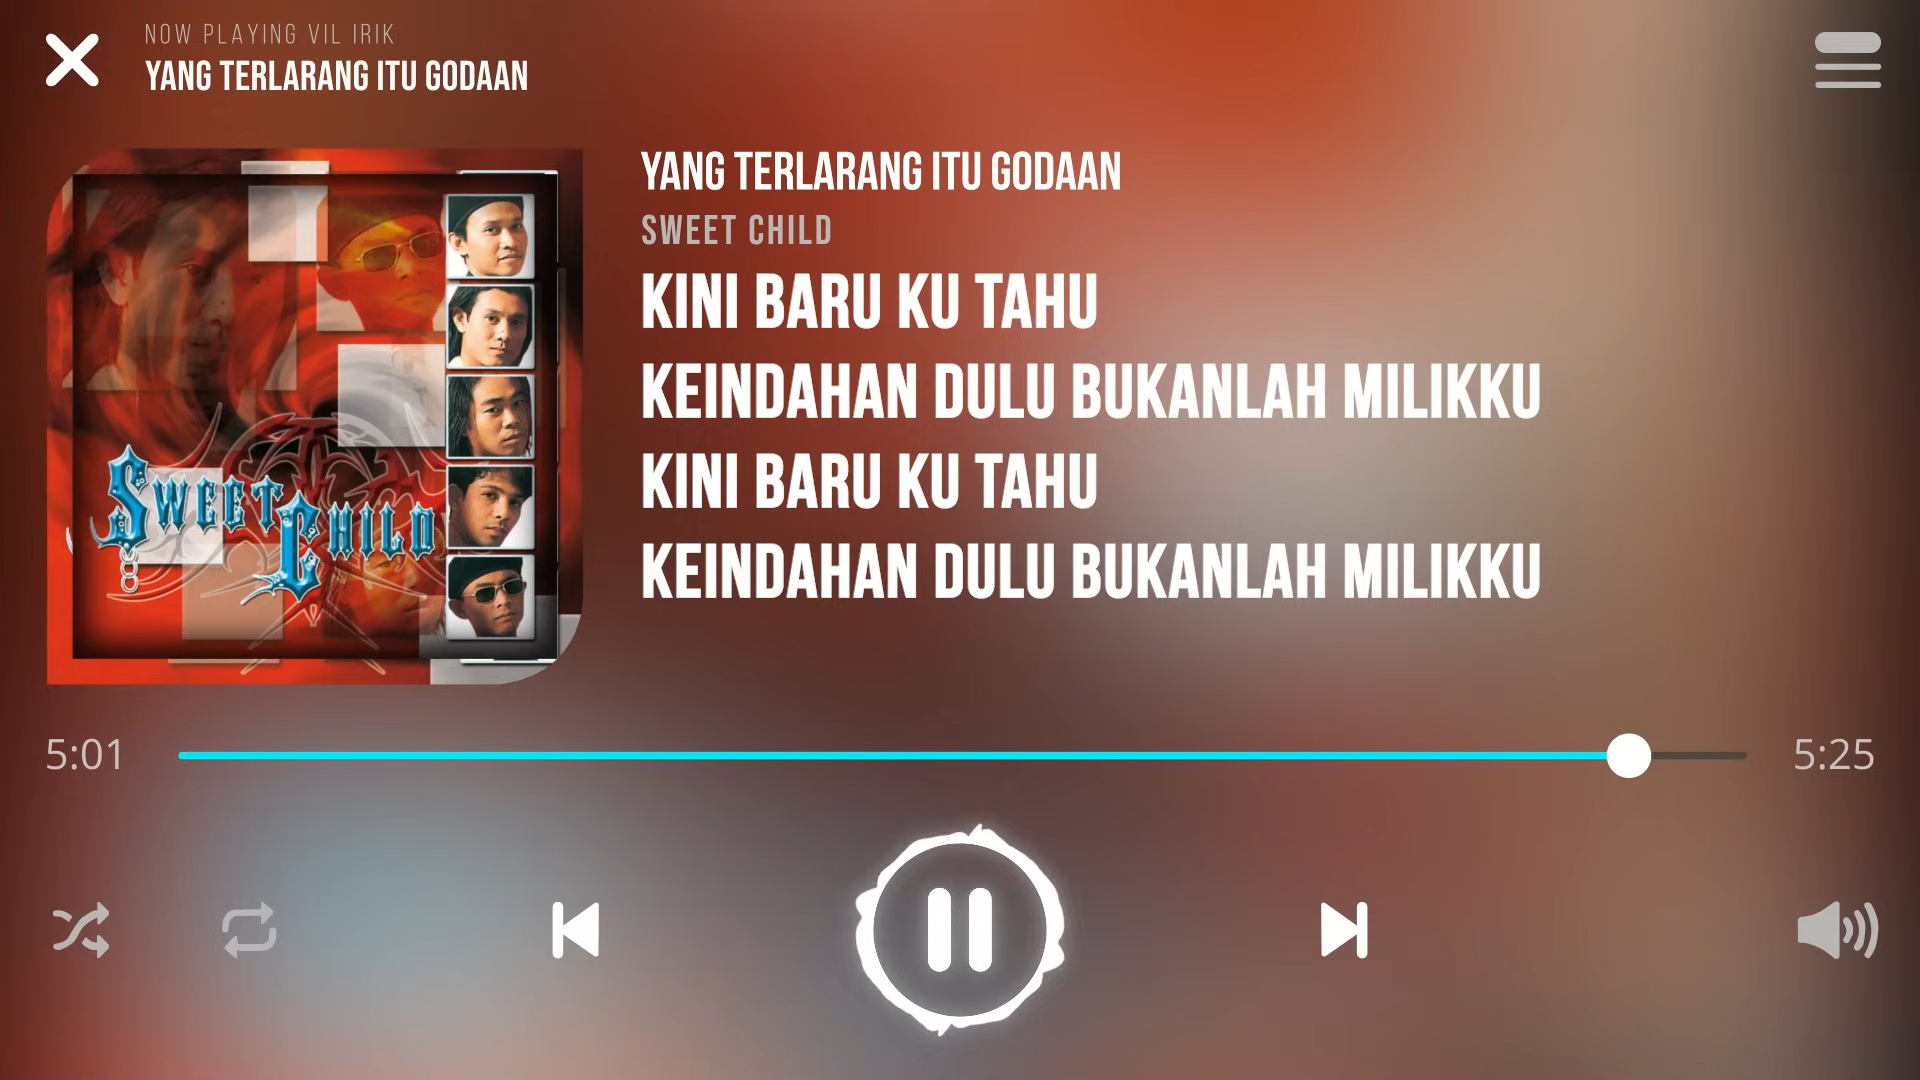 NOW PLAYING VIL IRIK
YANG TERLARANG ITU GODAAN
YANG TERLARANG ITU GODAAN
SWEET CHILD
KINI BARU KU TAHU
KEINDAHAN DULU BUKANLAH MILIKKU
KINI BARU KU TAHU
KEINDAHAN DULU BUKANLAH MILIKKU
SWEET CHILD
5:01
5:25